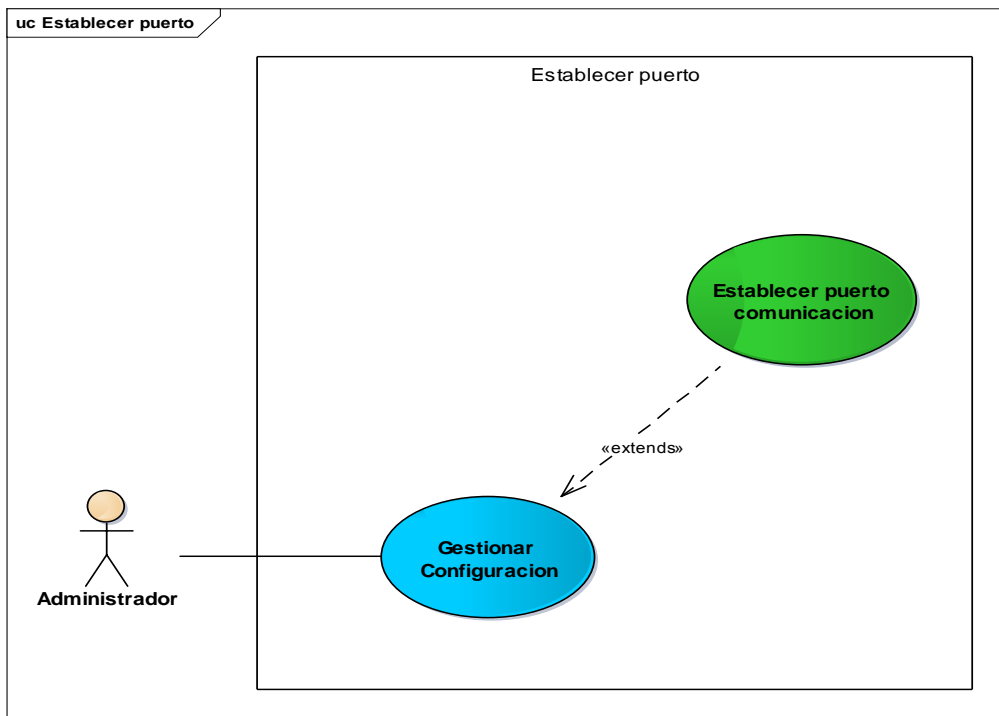 uc Establecer puerto
Establecer puerto
Establecer puerto
comunicacion
«extends»
Gestionar
Configuracion
Administrador